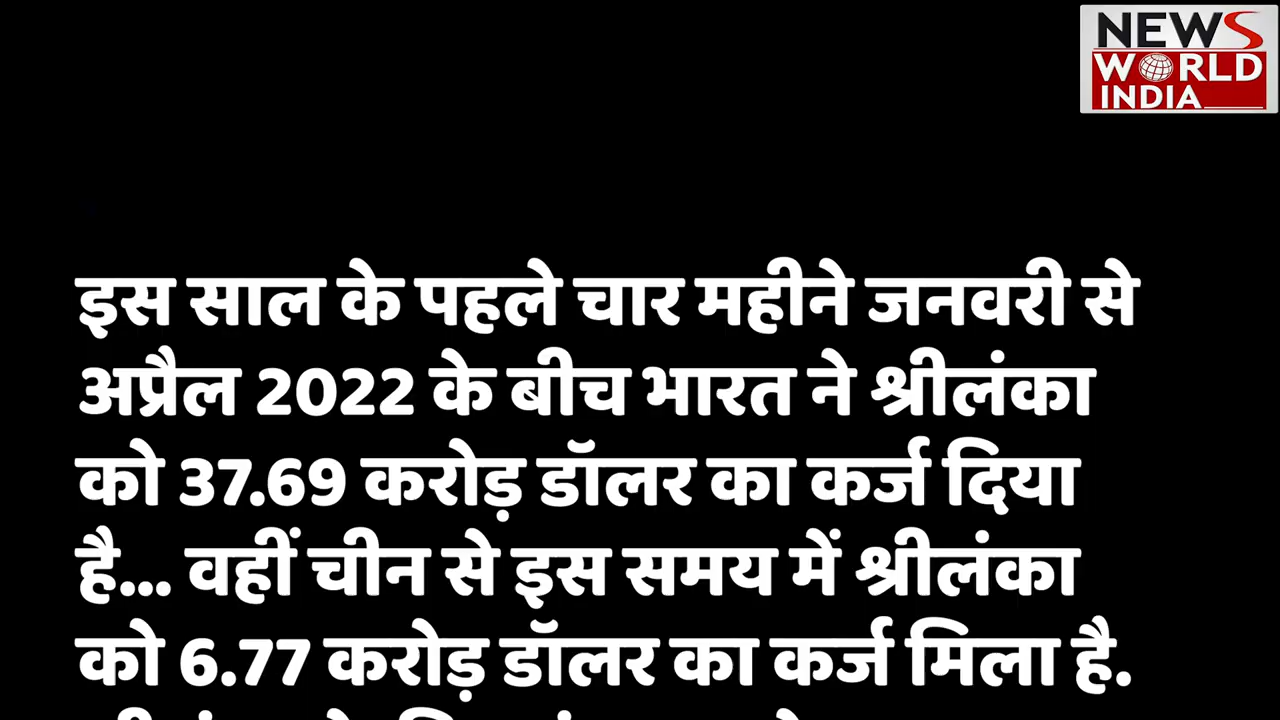 NEWS
WORLD
INDIA
इस साल के पहले चार महीने जनवरी से
अप्रैल 2022 के बीच भारत ने श्रीलंका
को 37.69 करोड़ डॉलर का कर्ज दिया
है... वहीं चीन से इस समय में श्रीलंका
को 6.77 करोड़ डॉलर का कर्ज मिला है.